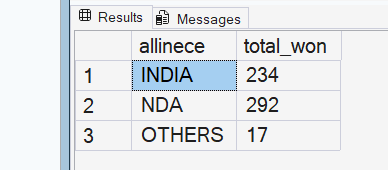 Results Messages
allinece total_won
1 INDIA 234
2 NDA 292
3 OTHERS 17